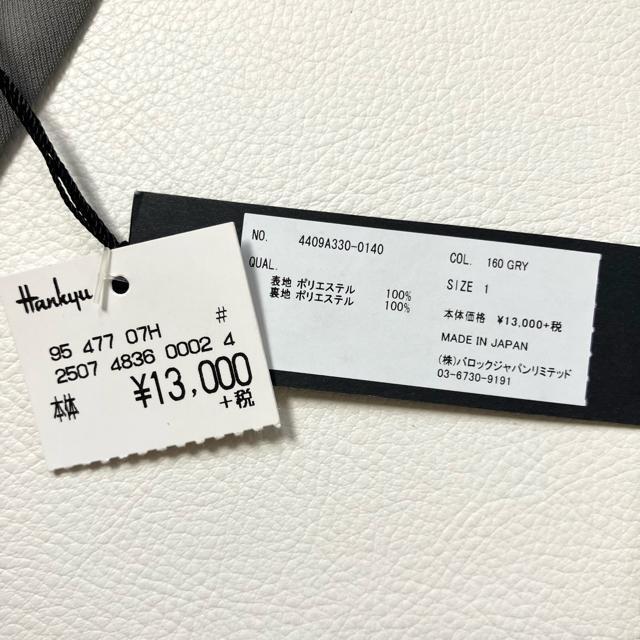 Hankyu
#
95 477 07H
2507 4836 0002 4
本体 ¥13,000
+税
NO. 4409A330-0140
QUAL.
表地 ポリエステル 100%
裏地 ポリエステル 100%
COL. 160 GRY
SIZE 1
本体価格 ¥13,000+税
MADE IN JAPAN
(株)バロックジャパンリミテッド
03-6730-9191